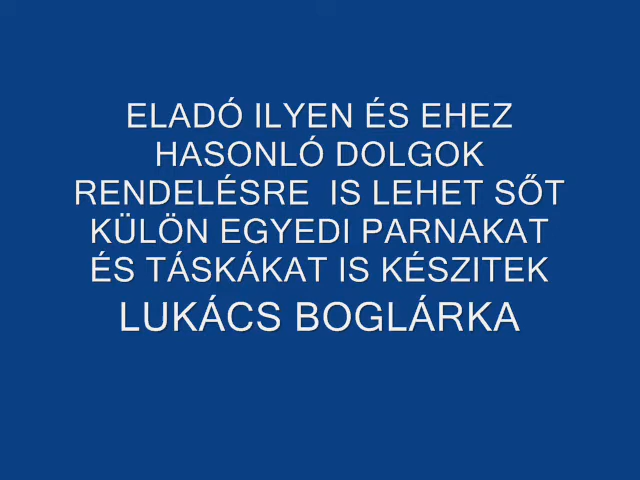 ELADÓ ILYEN ÉS EHEZ
HASONLÓ DOLGOK
RENDELÉSRE  IS LEHET SŐT
KÜLÖN EGYEDI PARNAKAT
ÉS TÁSKÁKAT IS KÉSZITEK
LUKÁCS BOGLÁRKA